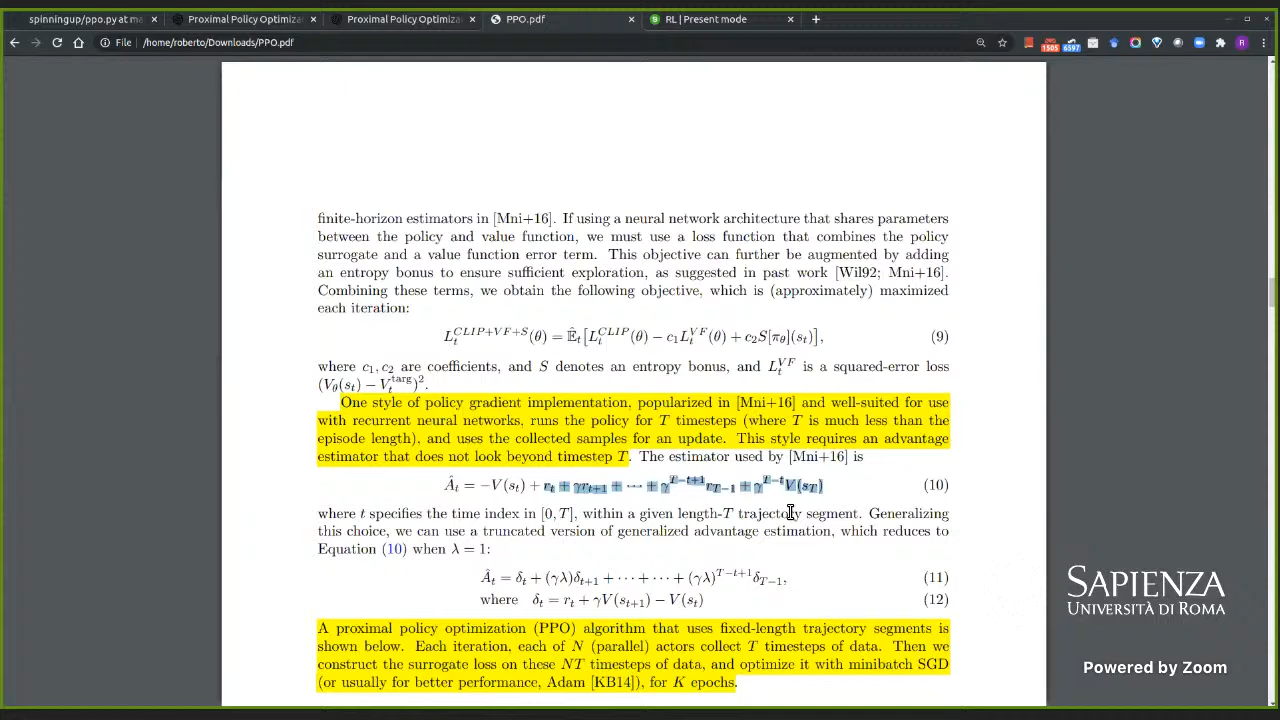 spinningup/ppo.py at ma
Proximal Policy Optimiza
Proximal Policy Optimiza
PPO.pdf
RL | Present mode
File
/home/roberto/Downloads/PPO.pdf
1505
6597
R
finite-horizon estimators in [Mni+16]. If using a neural network architecture that shares parameters
between the policy and value function, we must use a loss function that combines the policy
surrogate and a value function error term. This objective can further be augmented by adding
an entropy bonus to ensure sufficient exploration, as suggested in past work [Wil92; Mni+16].
Combining these terms, we obtain the following objective, which is (approximately) maximized
each iteration:
L_t^{CLIP+VF+S}(θ) = Ê_t[L_t^{CLIP}(θ) − c_1 L_t^{VF}(θ) + c_2 S[π_θ](s_t)], (9)
where c_1, c_2 are coefficients, and S denotes an entropy bonus, and L_t^{VF} is a squared-error loss
(V_θ(s_t) − V_t^{targ})^2.
One style of policy gradient implementation, popularized in [Mni+16] and well-suited for use
with recurrent neural networks, runs the policy for T timesteps (where T is much less than the
episode length), and uses the collected samples for an update. This style requires an advantage
estimator that does not look beyond timestep T. The estimator used by [Mni+16] is
Â_t = −V(s_t) + r_t + γr_{t+1} + ··· + γ^{T−t+1} r_{T−1} + γ^{T−t} V(s_T) (10)
where t specifies the time index in [0, T], within a given length-T trajectory segment. Generalizing
this choice, we can use a truncated version of generalized advantage estimation, which reduces to
Equation (10) when λ = 1:
Â_t = δ_t + (γλ)δ_{t+1} + ··· + ··· + (γλ)^{T−t+1} δ_{T−1}, (11)
where δ_t = r_t + γV(s_{t+1}) − V(s_t) (12)
A proximal policy optimization (PPO) algorithm that uses fixed-length trajectory segments is
shown below. Each iteration, each of N (parallel) actors collect T timesteps of data. Then we
construct the surrogate loss on these NT timesteps of data, and optimize it with minibatch SGD
(or usually for better performance, Adam [KB14]), for K epochs.
SAPIENZA
UNIVERSITÀ DI ROMA
Powered by Zoom